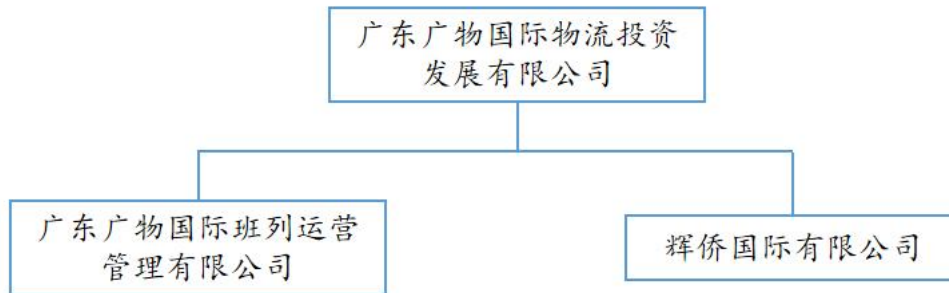 广东广物国际物流投资
发展有限公司
广东广物国际班列运营
管理有限公司
辉侨国际有限公司